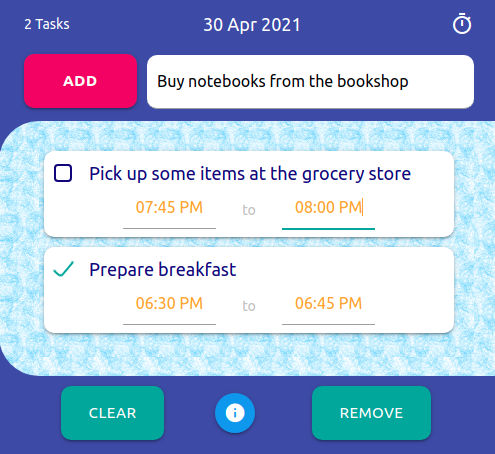 2 Tasks
30 Apr 2021
ADD
Buy notebooks from the bookshop
Pick up some items at the grocery store
07:45 PM to 08:00 PM
Prepare breakfast
06:30 PM to 06:45 PM
CLEAR
REMOVE